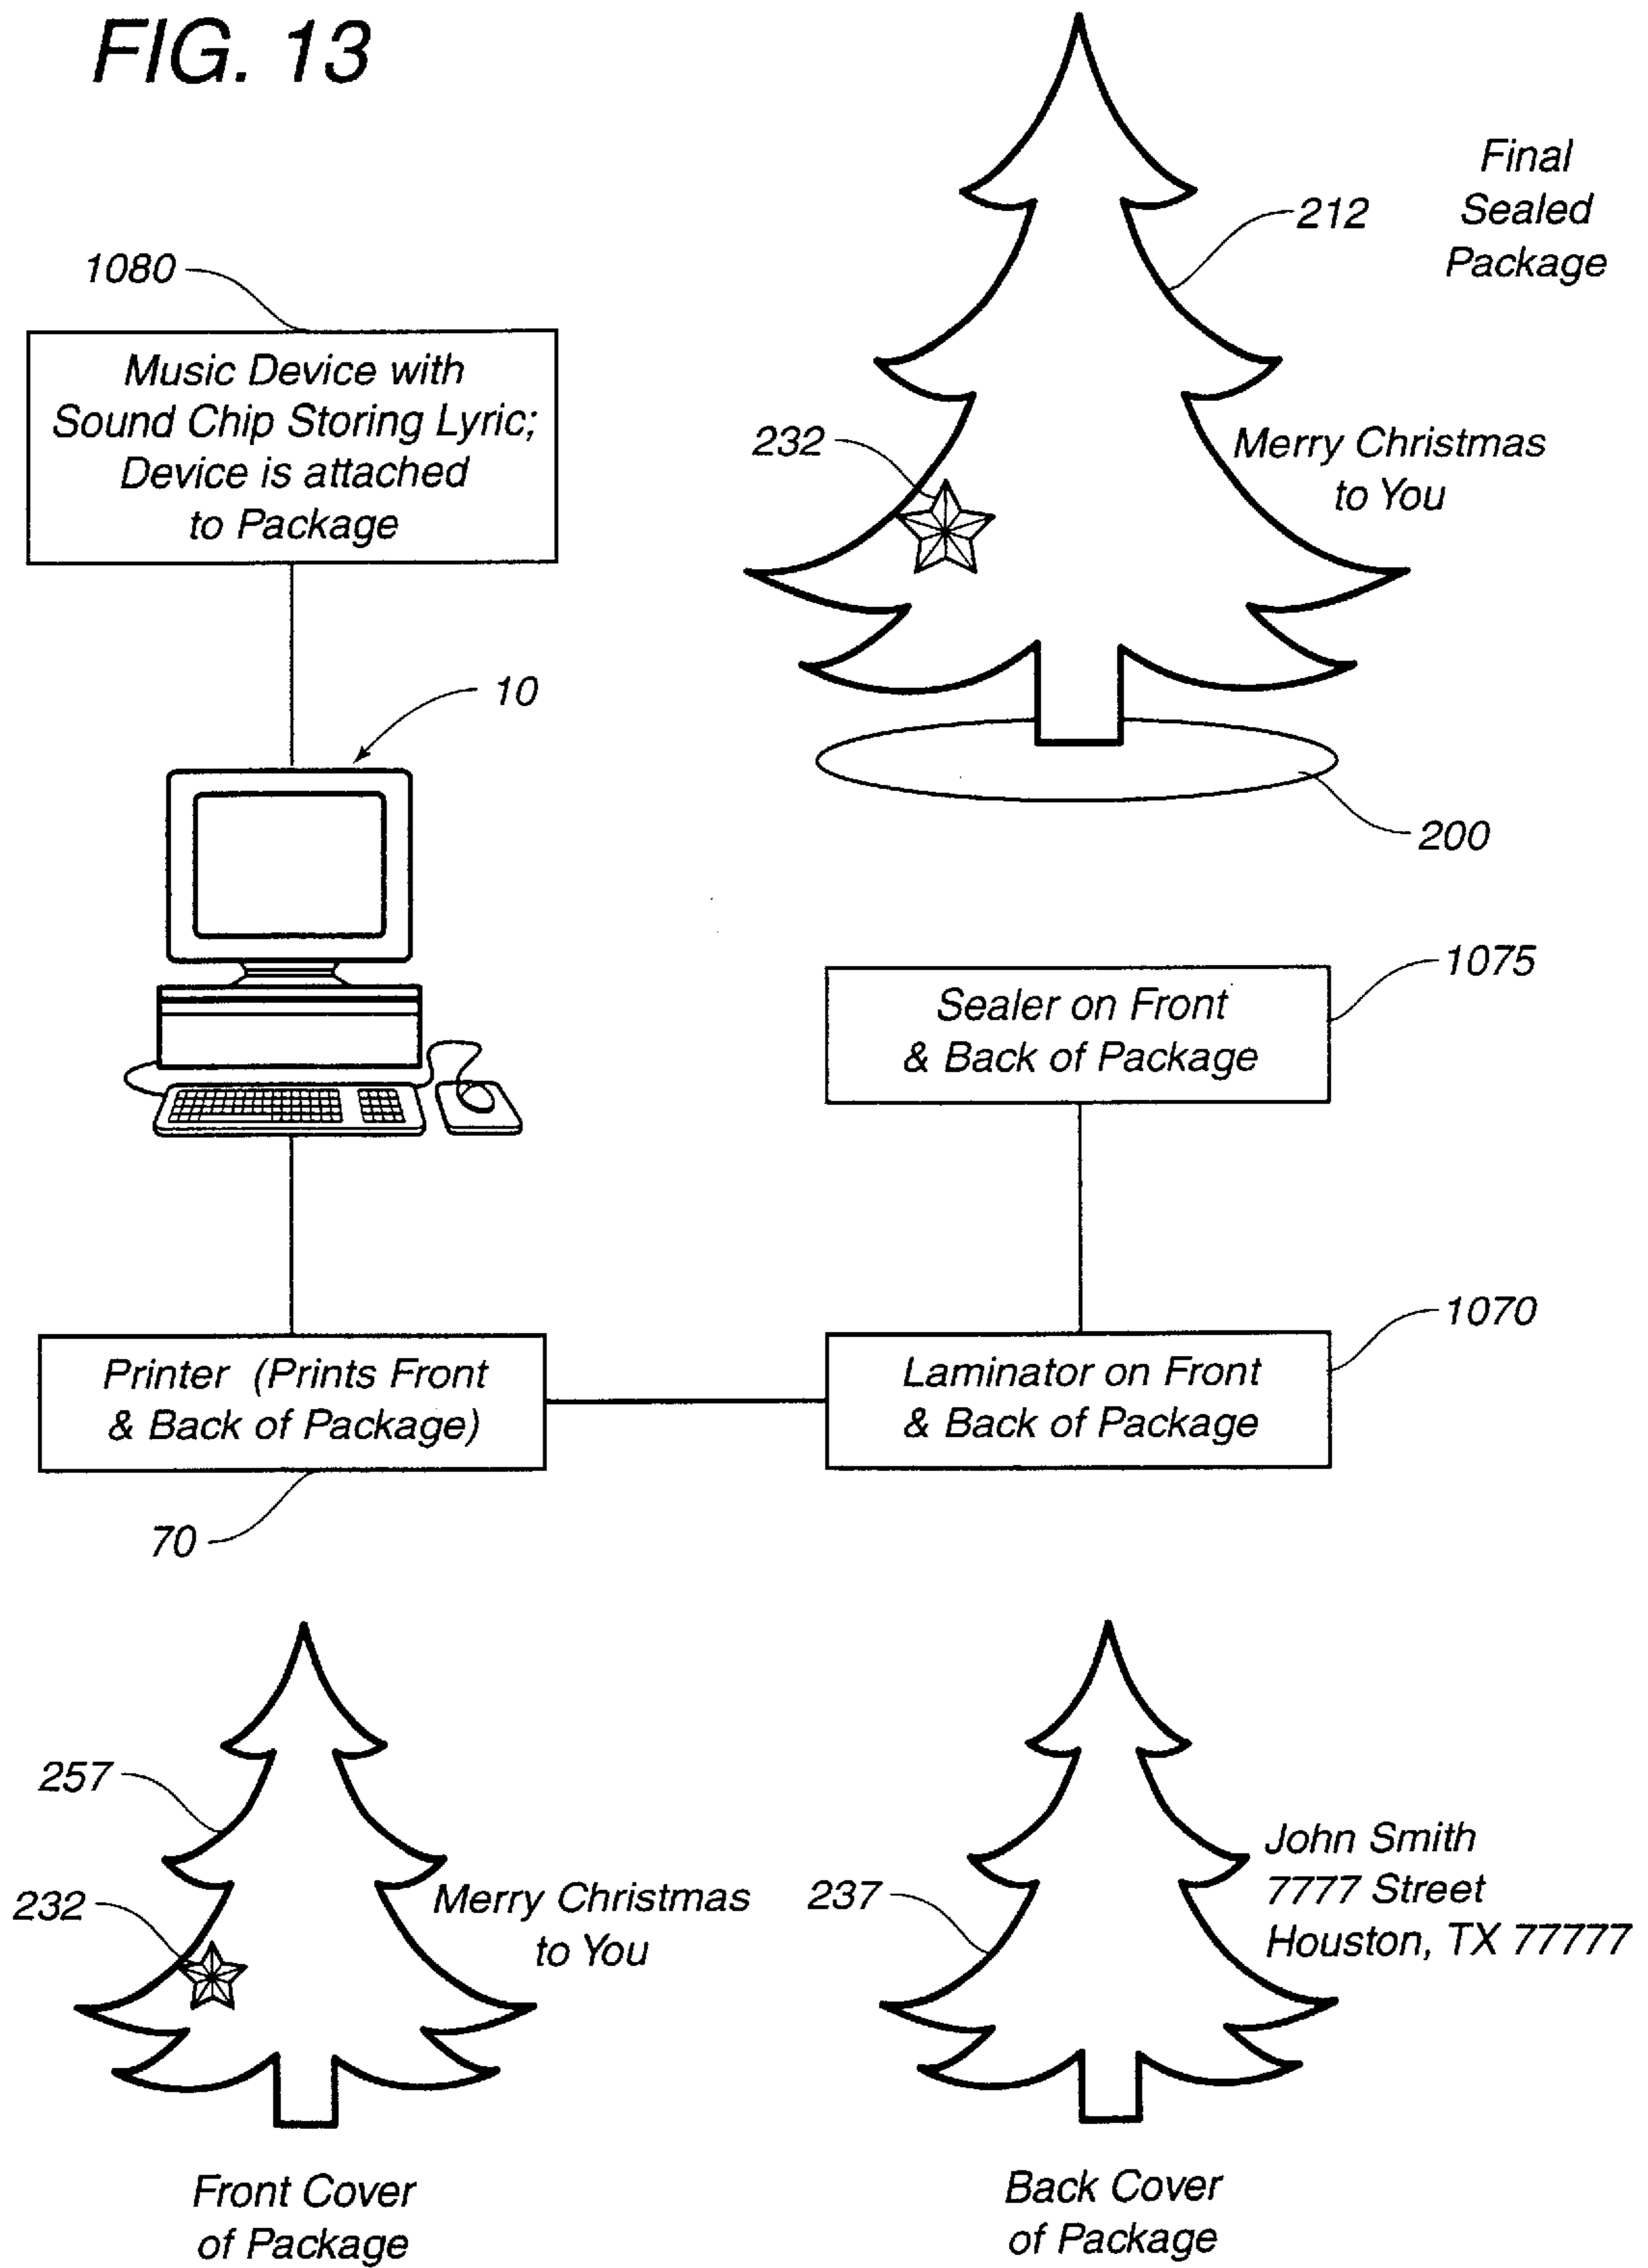 FIG. 13
Final
Sealed
Package
212
1080
Music Device with
Sound Chip Storing Lyric;
Device is attached
to Package
232
Merry Christmas
to You
10
200
1075
Sealer on Front
& Back of Package
1070
Printer (Prints Front
& Back of Package)
Laminator on Front
& Back of Package
70
257
232
Merry Christmas
to You
237
John Smith
7777 Street
Houston, TX 77777
Front Cover
of Package
Back Cover
of Package